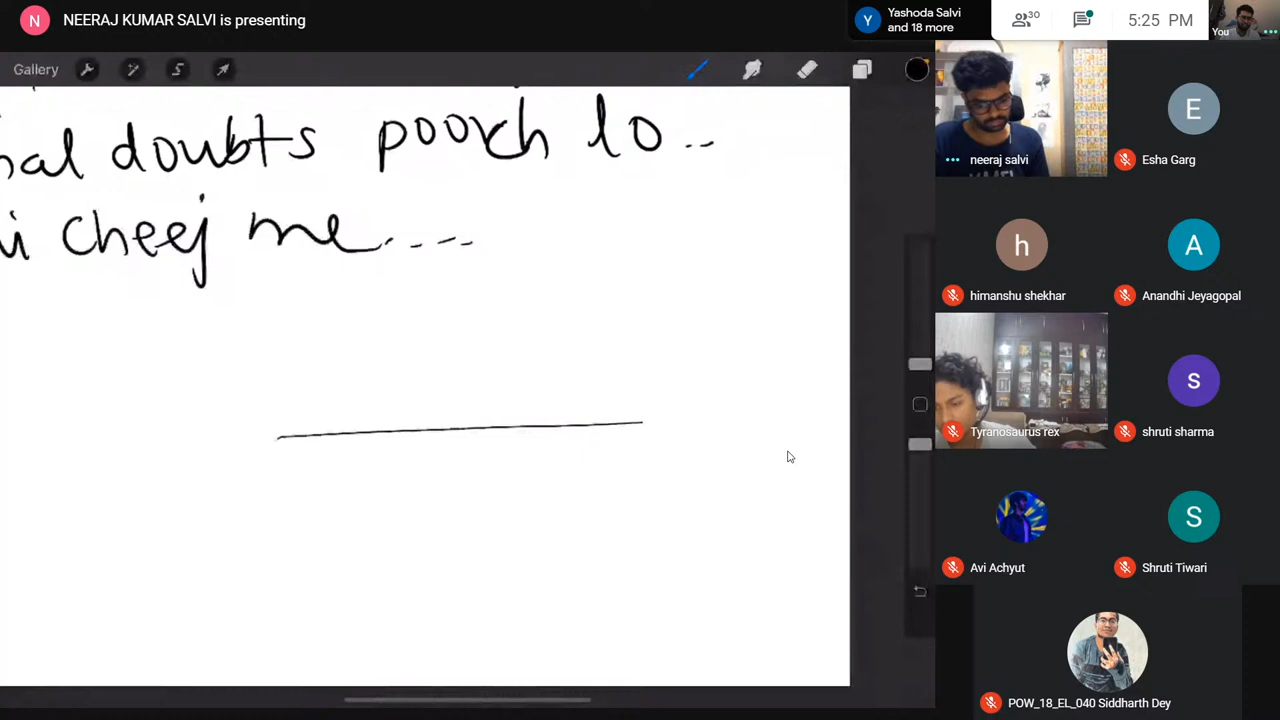 N NEERAJ KUMAR SALVI is presenting
Y Yashoda Salvi
and 18 more
30
5:25 PM
You
Gallery
doubts pooch lo..
cheej me....
neeraj salvi
E
Esha Garg
h
himanshu shekhar
A
Anandhi Jeyagopal
Tyranosaurus rex
s
shruti sharma
Avi Achyut
S
Shruti Tiwari
POW_18_EL_040 Siddharth Dey